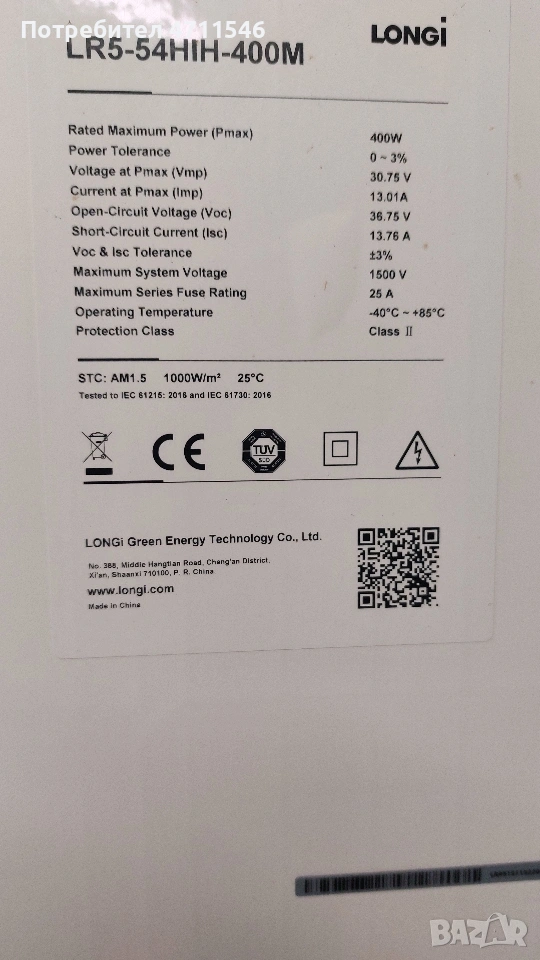 Потребител
LR5-54HIH-400M
LONGi
Rated Maximum Power (Pmax) 400W
Power Tolerance 0 ~ 3%
Voltage at Pmax (Vmp) 30.75 V
Current at Pmax (Imp) 13.01A
Open-Circuit Voltage (Voc) 36.75 V
Short-Circuit Current (Isc) 13.76 A
Voc & Isc Tolerance ±3%
Maximum System Voltage 1500 V
Maximum Series Fuse Rating 25 A
Operating Temperature -40°C ~ +85°C
Protection Class Class II
STC: AM1.5 1000W/m² 25°C
Tested to IEC 61215: 2016 and IEC 61730: 2016
CE
TUV
SUD
LONGi Green Energy Technology Co., Ltd.
No. 388, Middle Hangtian Road, Chang'an District,
Xi'an, Shaanxi 710100, P. R. China
www.longi.com
Made in China
BAZAR